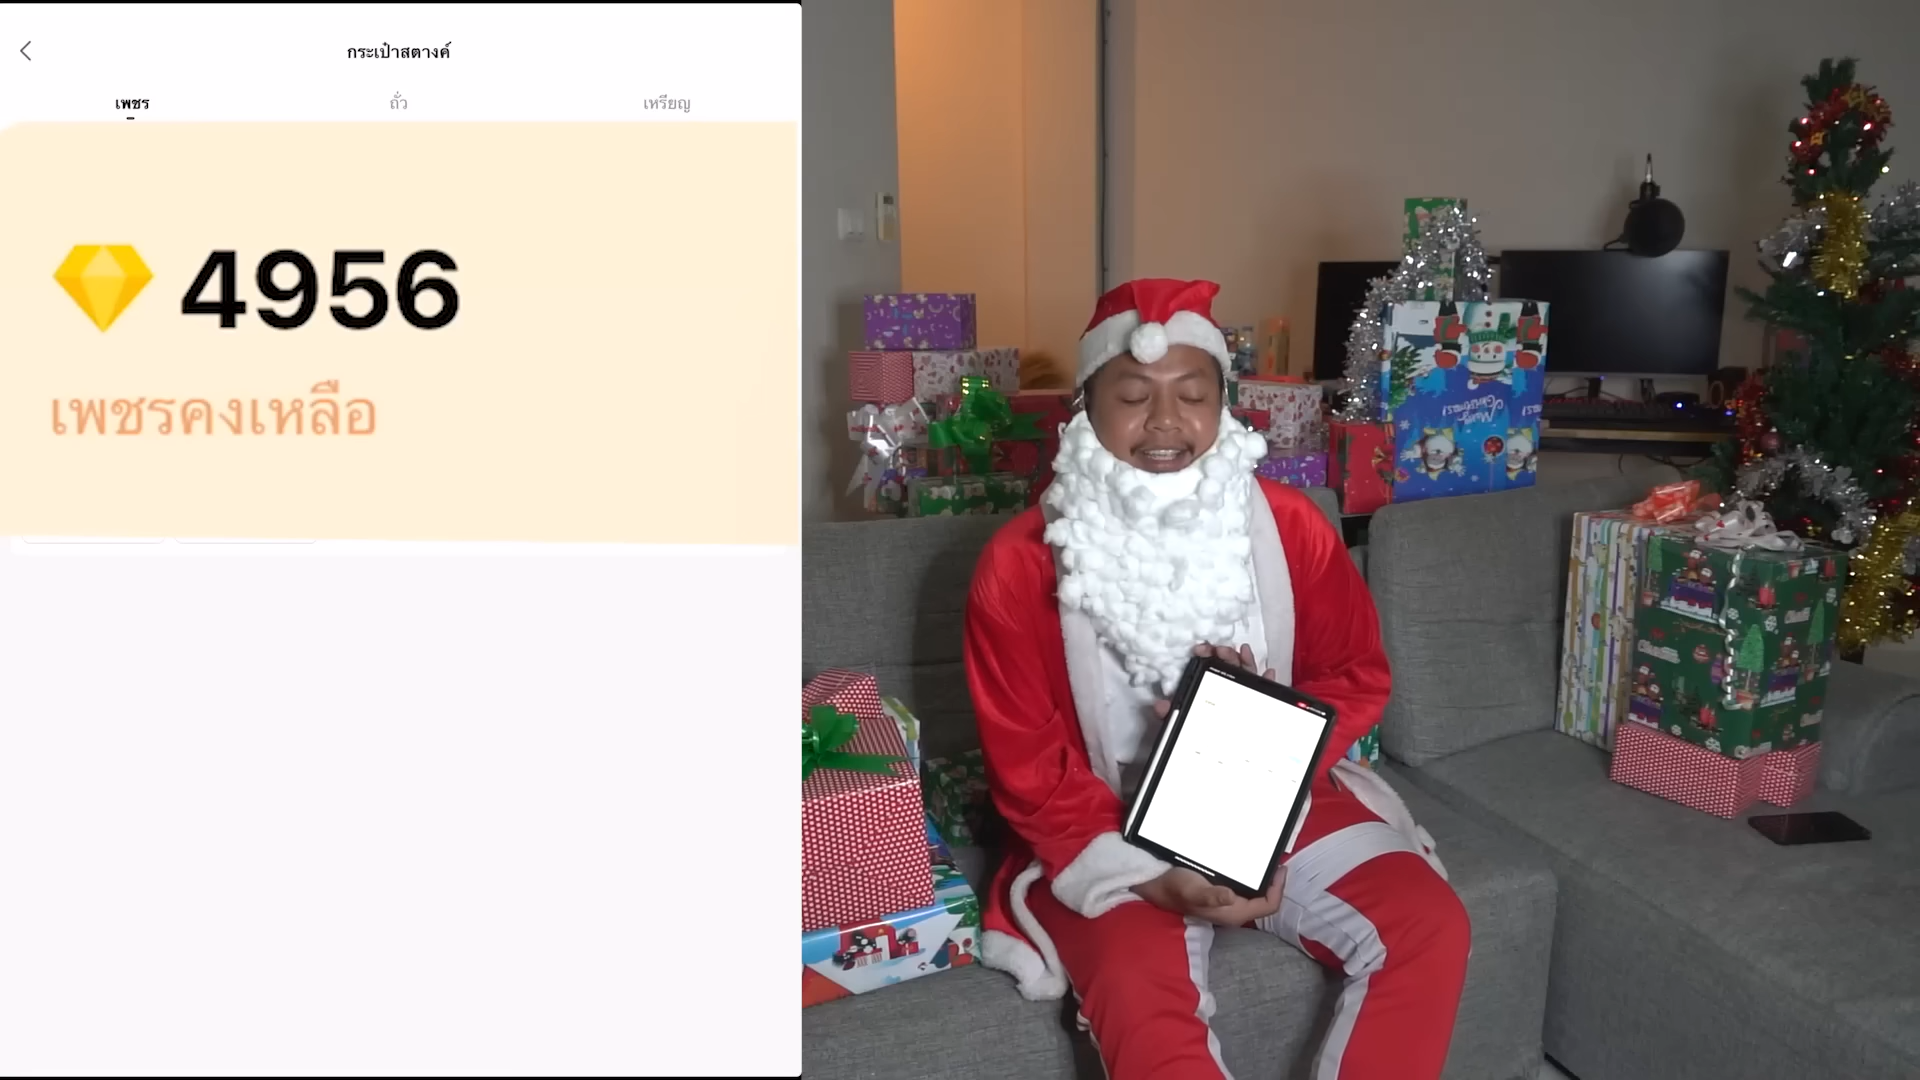 กระเป๋าสตางค์
เพชร
ถั่ว
เหรียญ
4956
เพชรคงเหลือ